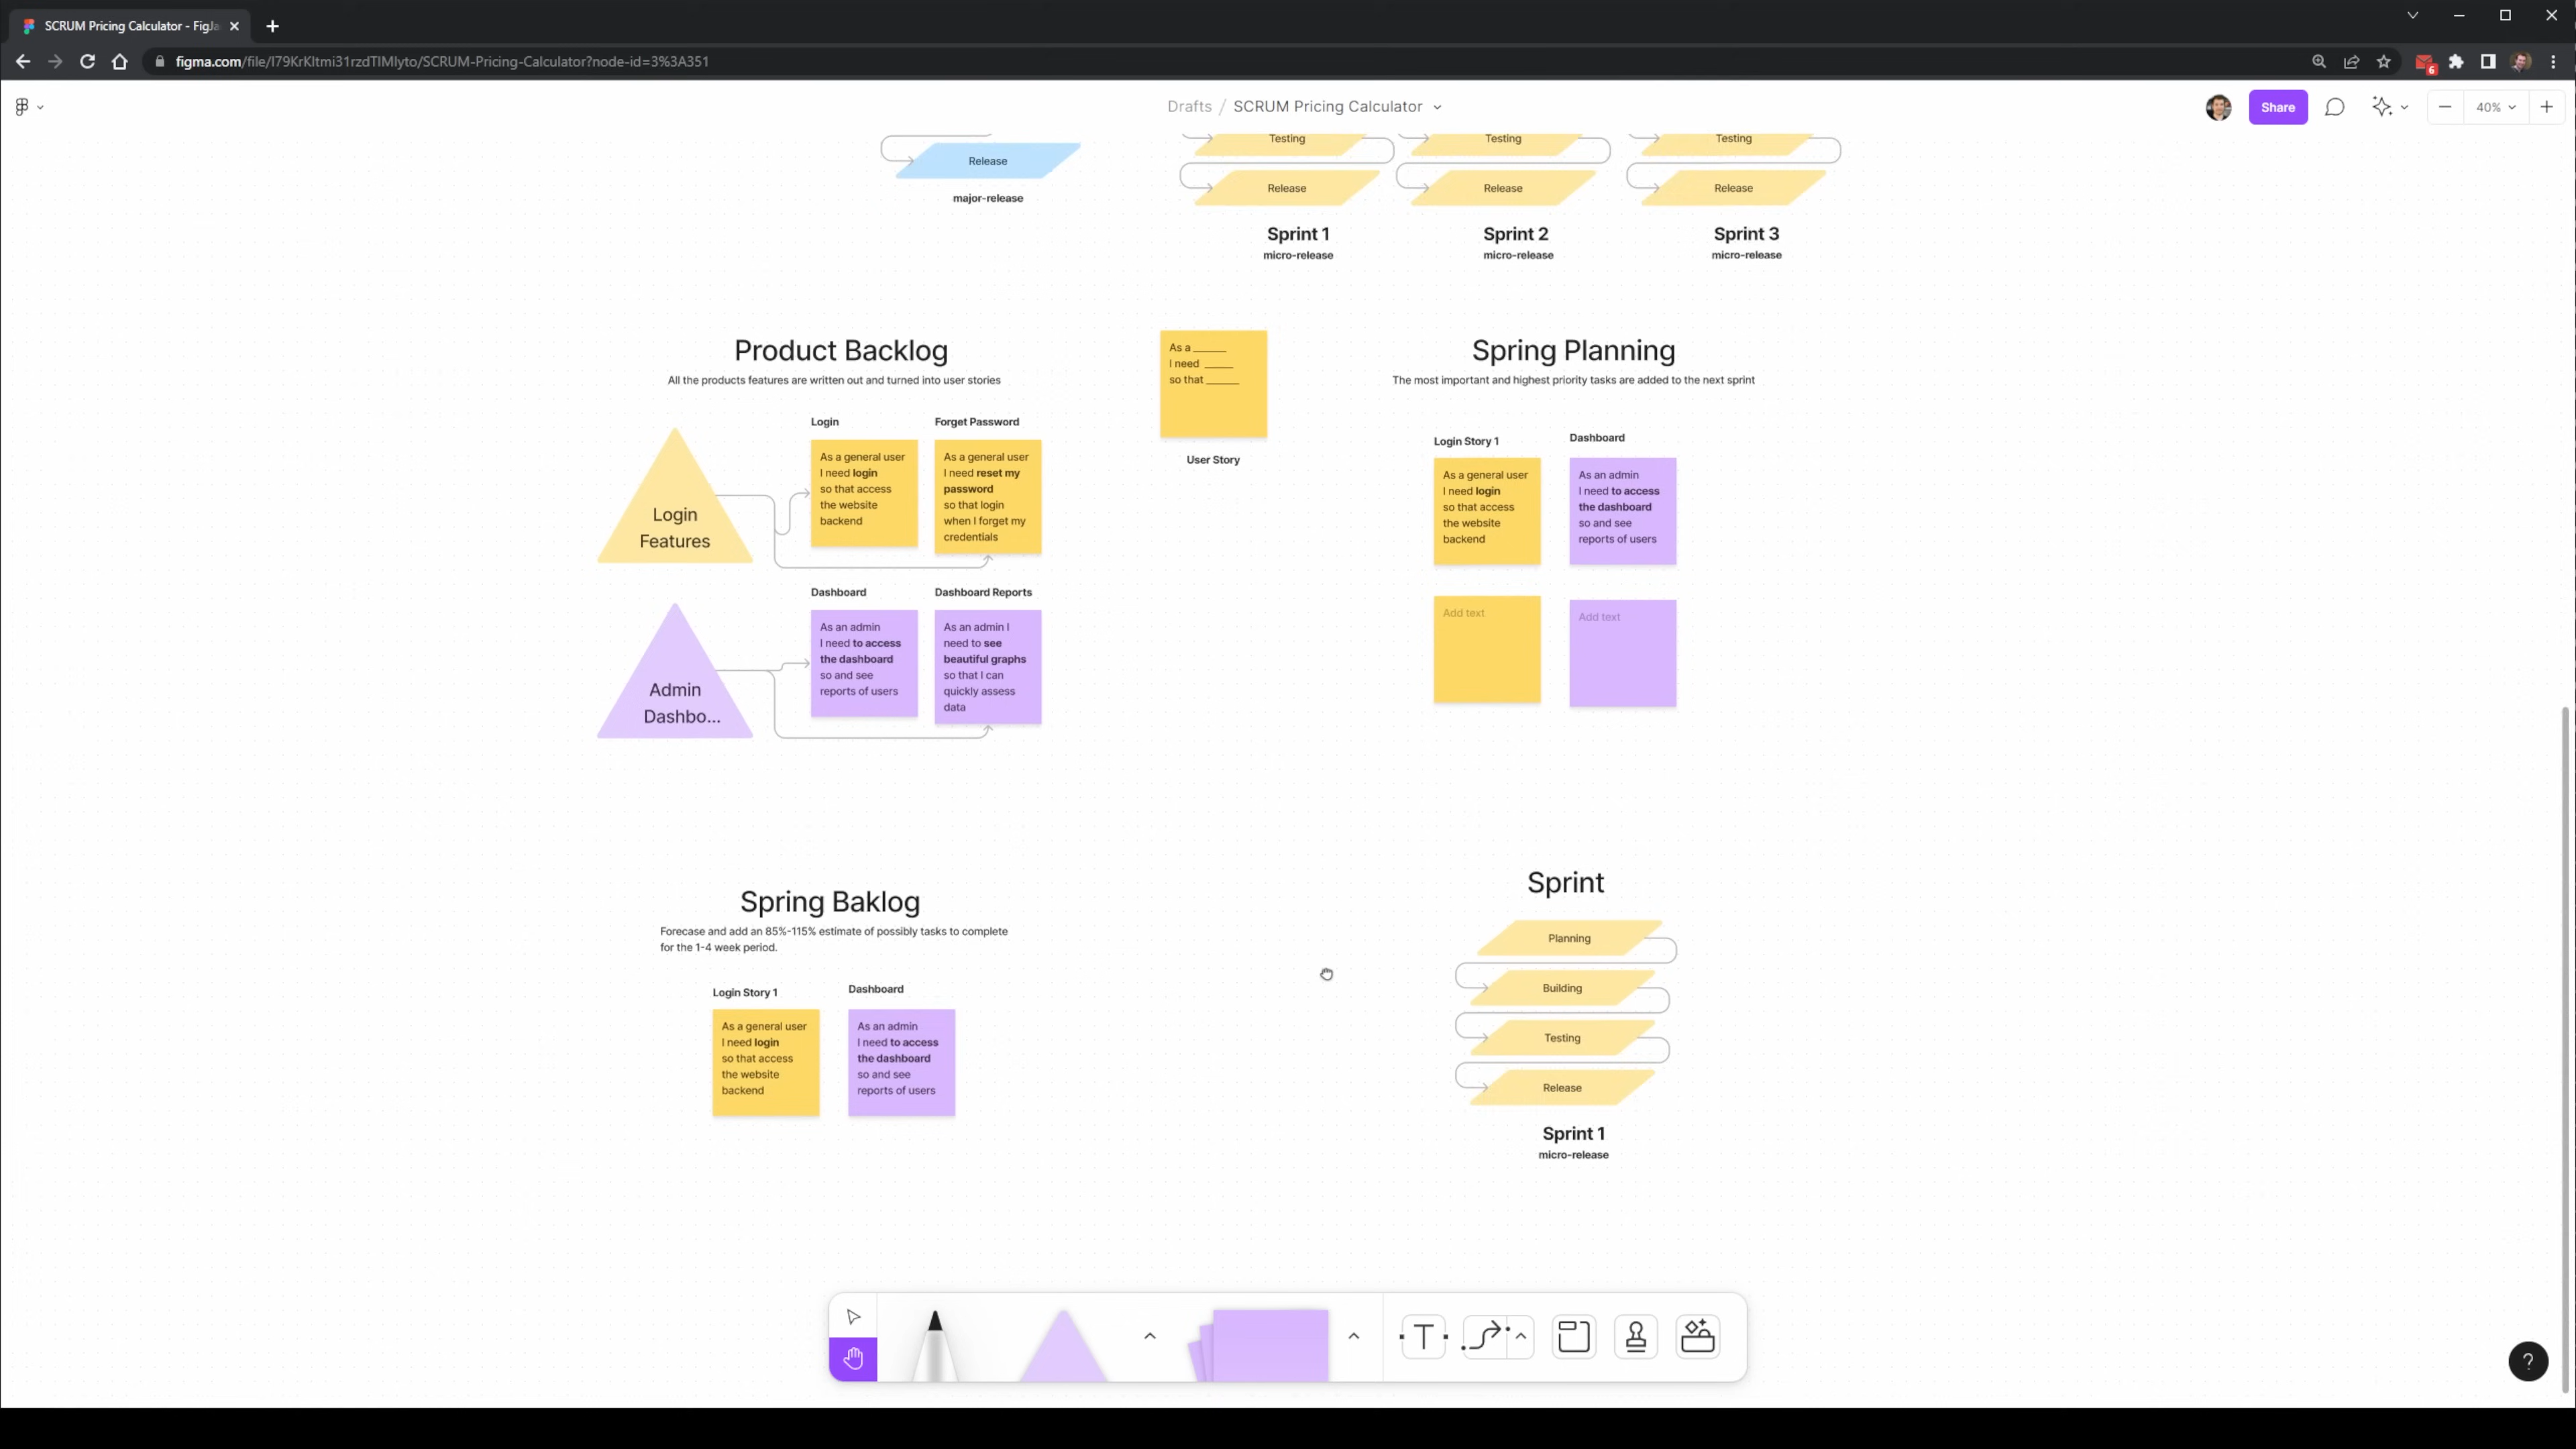 SCRUM Pricing Calculator - FigJa
figma.com/file/I79KrKltmi31rzdTIMlyto/SCRUM-Pricing-Calculator?node-id=3%3A351
6
Drafts / SCRUM Pricing Calculator
Share
40%
Release
major-release
Testing
Testing
Testing
Release
Release
Release
Sprint 1
micro-release
Sprint 2
micro-release
Sprint 3
micro-release
Product Backlog
All the products features are written out and turned into user stories
Login
Features
Login
As a general user
I need login
so that access
the website
backend
Forget Password
As a general user
I need reset my
password
so that login
when I forget my
credentials
Admin
Dashbo...
Dashboard
As an admin
I need to access
the dashboard
so and see
reports of users
Dashboard Reports
As an admin I
need to see
beautiful graphs
so that I can
quickly assess
data
As a ______
I need _____
so that ______
User Story
Spring Planning
The most important and highest priority tasks are added to the next sprint
Login Story 1
As a general user
I need login
so that access
the website
backend
Dashboard
As an admin
I need to access
the dashboard
so and see
reports of users
Add text
Add text
Spring Baklog
Forecase and add an 85%-115% estimate of possibly tasks to complete
for the 1-4 week period.
Login Story 1
As a general user
I need login
so that access
the website
backend
Dashboard
As an admin
I need to access
the dashboard
so and see
reports of users
Sprint
Planning
Building
Testing
Release
Sprint 1
micro-release
T
?